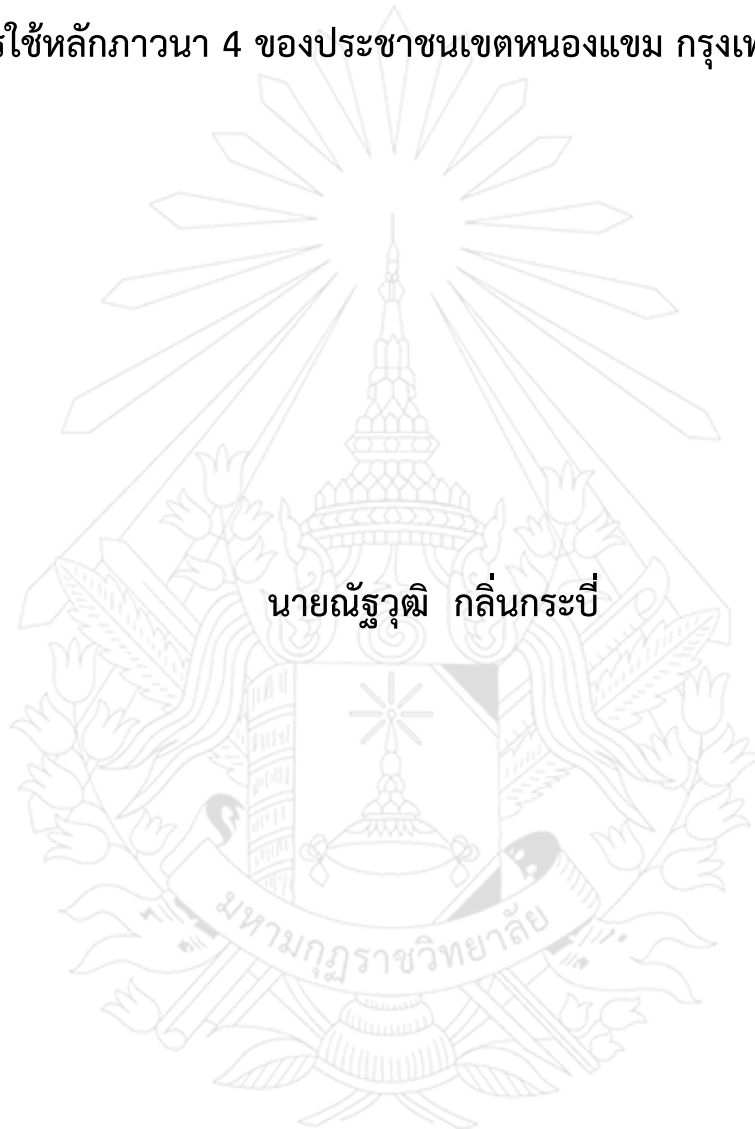 ใช้หลักภาวนา 4 ของประชาชนเขตหนองแขม
นายณัฐวุฒิ กลิ่นกระบี่
มหามกุฏราชวิทยาลัย